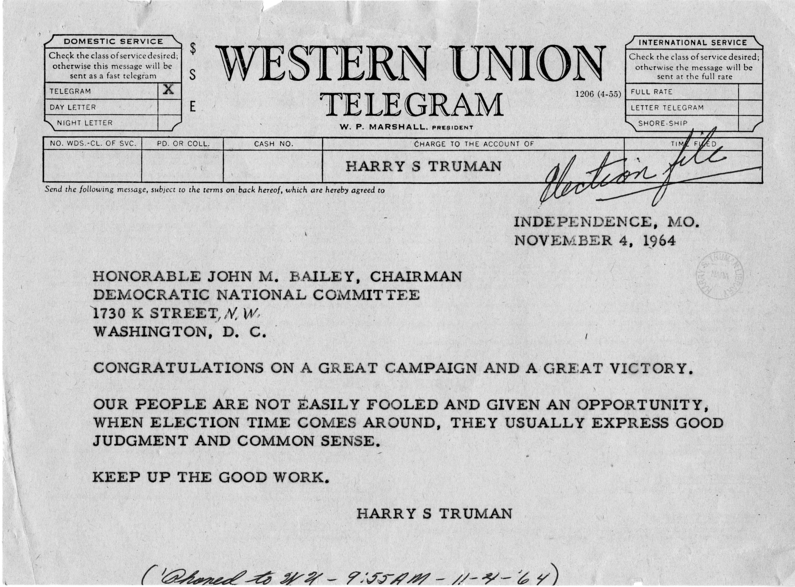 DOMESTIC SERVICE
Check the class of service desired;
otherwise this message will be
sent as a fast telegram
TELEGRAM X
DAY LETTER
NIGHT LETTER
$
S
E
WESTERN UNION
TELEGRAM
1206 (4-55)
W. P. MARSHALL, PRESIDENT
INTERNATIONAL SERVICE
Check the class of service desired;
otherwise the message will be
sent at the full rate
FULL RATE
LETTER TELEGRAM
SHORE-SHIP
NO. WDS.-CL. OF SVC. PD. OR COLL. CASH NO. CHARGE TO THE ACCOUNT OF TIME FILED
HARRY S TRUMAN
Election file
Send the following message, subject to the terms on back hereof, which are hereby agreed to
INDEPENDENCE, MO.
NOVEMBER 4, 1964
HONORABLE JOHN M. BAILEY, CHAIRMAN
DEMOCRATIC NATIONAL COMMITTEE
1730 K STREET, N.W.
WASHINGTON, D. C.
CONGRATULATIONS ON A GREAT CAMPAIGN AND A GREAT VICTORY.
OUR PEOPLE ARE NOT EASILY FOOLED AND GIVEN AN OPPORTUNITY,
WHEN ELECTION TIME COMES AROUND, THEY USUALLY EXPRESS GOOD
JUDGMENT AND COMMON SENSE.
KEEP UP THE GOOD WORK.
HARRY S TRUMAN
('Phoned to WU - 9:55AM - 11-4-'64)